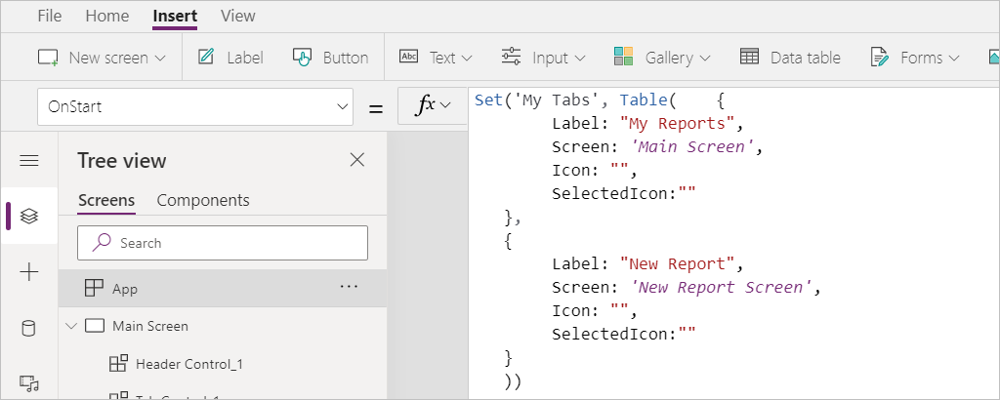 File Home Insert View
New screen Label Button Abc Text Input Gallery Data table Forms
OnStart = fx Set('My Tabs', Table( {
Label: "My Reports",
Screen: 'Main Screen',
Icon: "",
SelectedIcon:""
},
{
Label: "New Report",
Screen: 'New Report Screen',
Icon: "",
SelectedIcon:""
}
))
Tree view
Screens Components
Search
App ...
Main Screen
Header Control_1